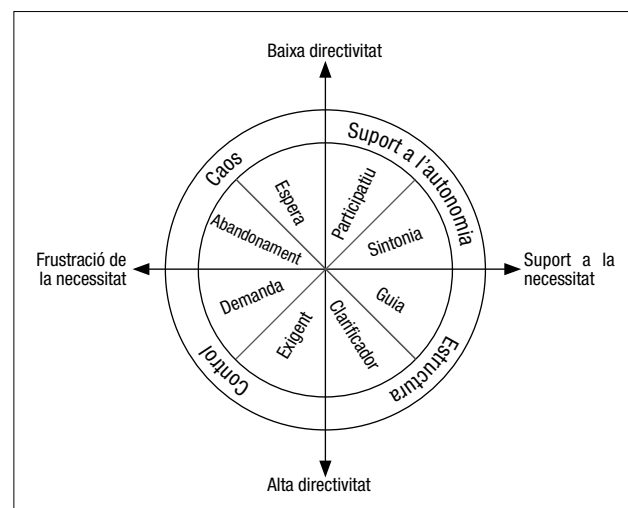 Baixa directivitat
Caos
Suport a l'autonomia
Espera
Participatiu
Abandonament
Sintonia
Frustració de
la necessitat
Suport a la
necessitat
Demanda
Guia
Exigent
Clarificador
Control
Estructura
Alta directivitat